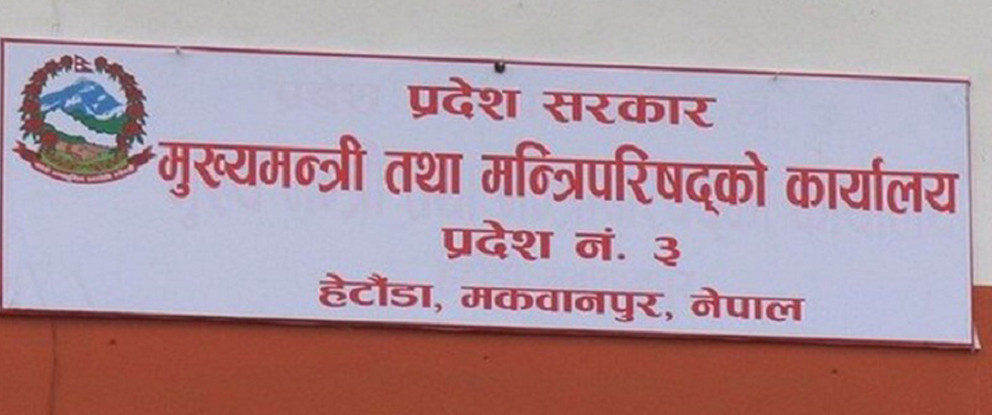 प्रदेश सरकार
मुख्यमन्त्री तथा मन्त्रिपरिषद्को कार्यालय
प्रदेश नं. ३
हेटौंडा, मकवानपुर, नेपाल